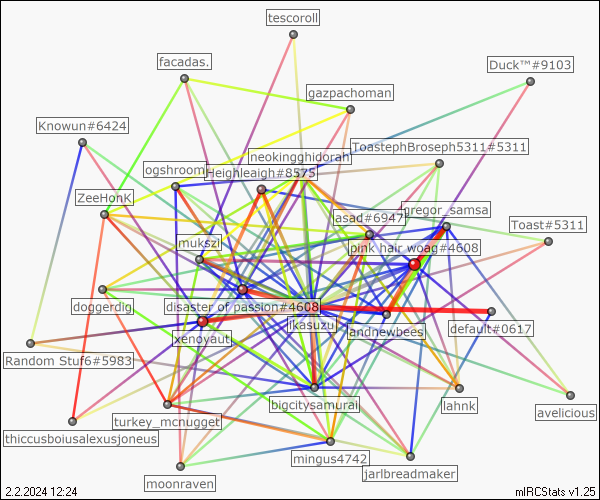 tescoroll
facadas.
Duck™#9103
gazpachoman
Knowun#6424
ToastephBroseph5311#5311
neokingghidorah
ogshroom
Heighleaigh#8575
ZeeHonK
gregor_samsa
lasad#6947
Toast#5311
mukszi
pink hair woag#4608
doggerdig
disaster of passion#4608
ikasuzu
default#0617
andnewbees
xenoyaut
Random Stuf6#5983
bigcitysamurai
lahnk
avelicious
turkey_mcnugget
thiccusboiusalexusjoneus
mingus4742
jarlbreadmaker
moonraven
2.2.2024 12:24
mIRCStats v1.25